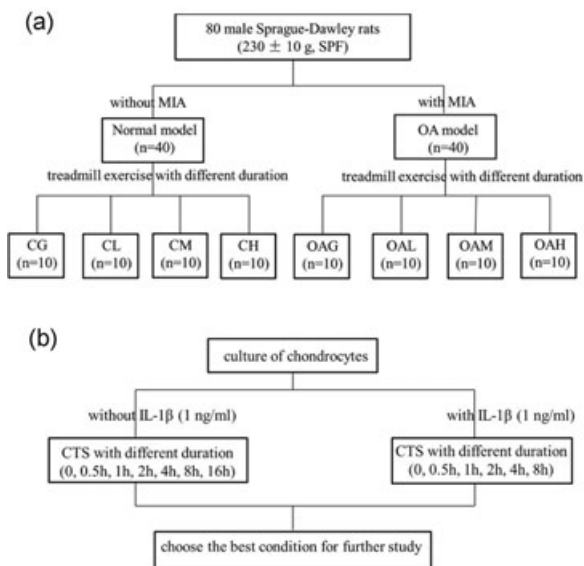 (a)
80 male Sprague-Dawley rats
(230 ± 10 g, SPF)
without MIA
with MIA
Normal model
(n=40)
OA model
(n=40)
treadmill exercise with different duration
treadmill exercise with different duration
CG
(n=10)
CL
(n=10)
CM
(n=10)
CH
(n=10)
OAG
(n=10)
OAL
(n=10)
OAM
(n=10)
OAH
(n=10)
(b)
culture of chondrocytes
without IL-1β (1 ng/ml)
with IL-1β (1 ng/ml)
CTS with different duration
(0, 0.5h, 1h, 2h, 4h, 8h, 16h)
CTS with different duration
(0, 0.5h, 1h, 2h, 4h, 8h)
choose the best condition for further study